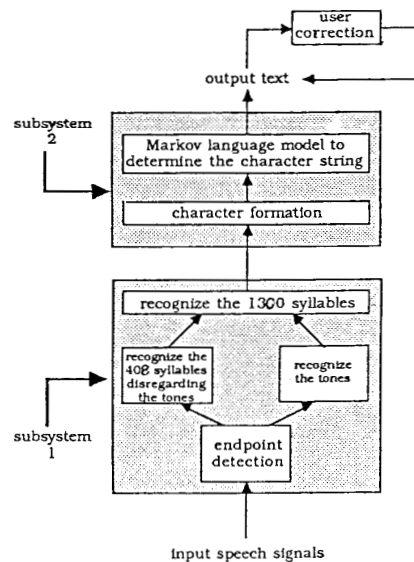 user
correction
output text
subsystem
2
Markov language model to
determine the character string
character formation
recognize the 1300 syllables
recognize the
408 syllables
disregarding
the tones
recognize
the tones
subsystem
1
endpoint
detection
input speech signals